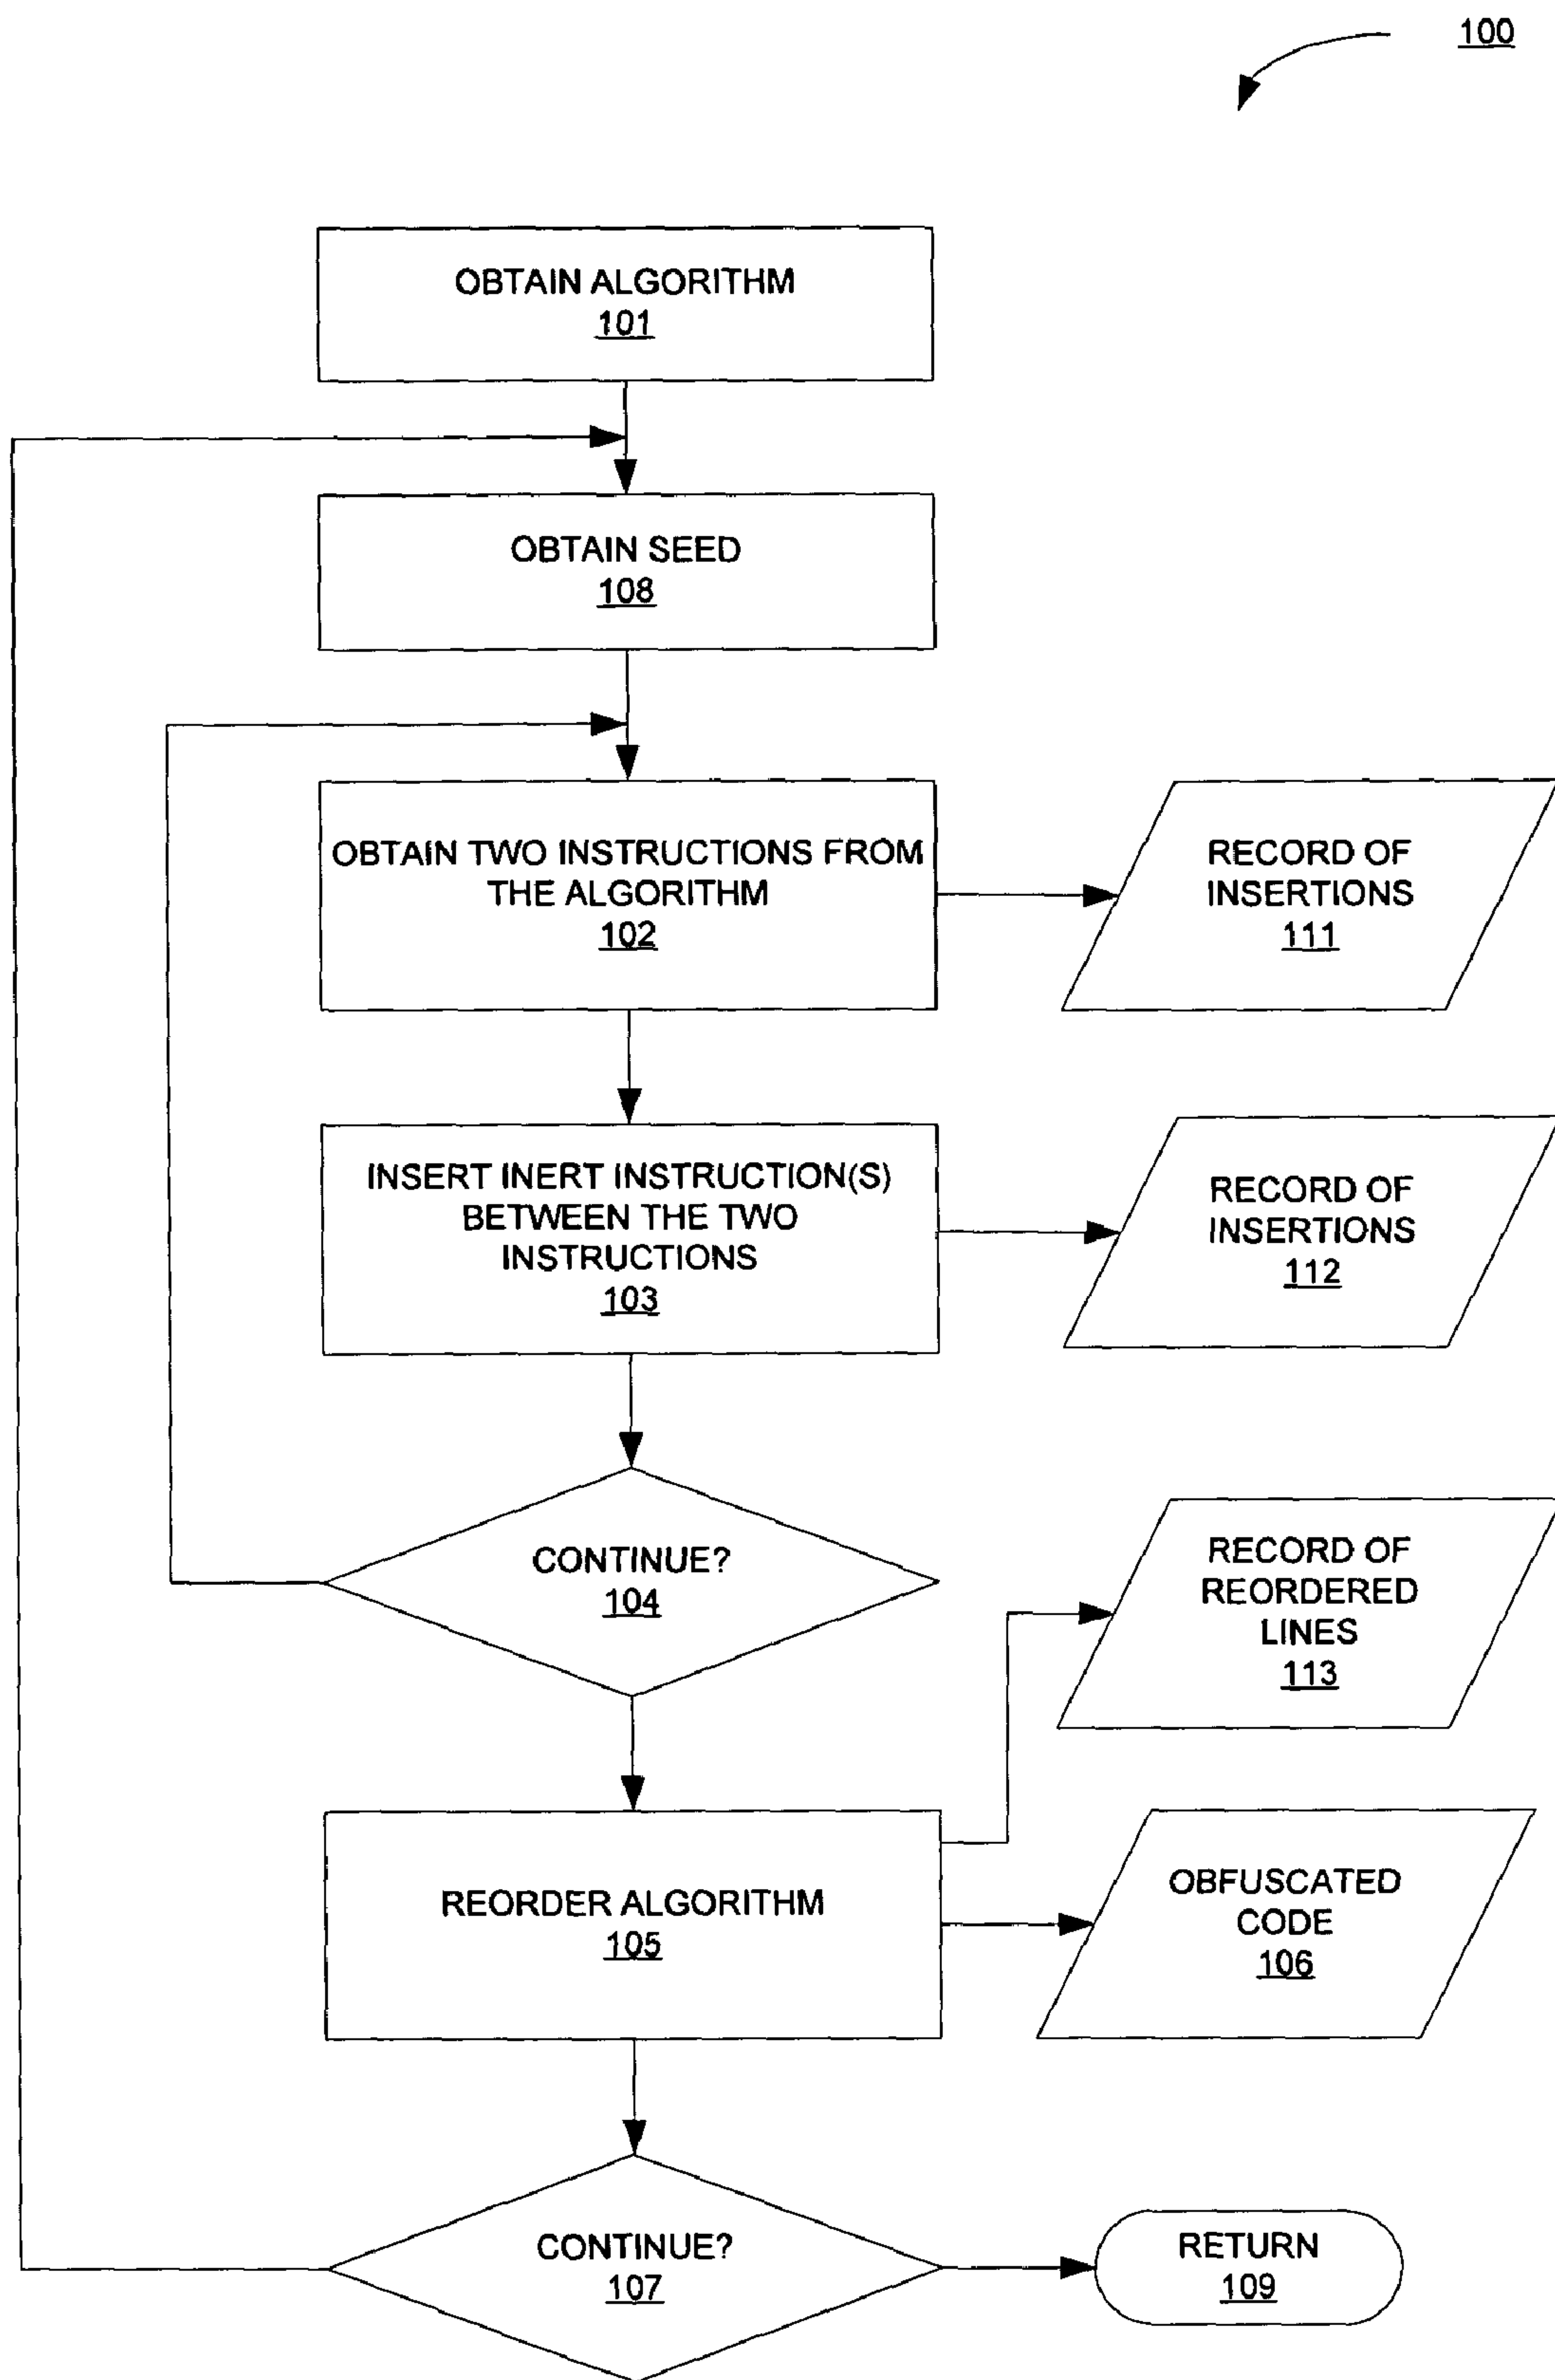 100
OBTAIN ALGORITHM
101
OBTAIN SEED
108
OBTAIN TWO INSTRUCTIONS FROM
THE ALGORITHM
102
RECORD OF
INSERTIONS
111
INSERT INERT INSTRUCTION(S)
BETWEEN THE TWO
INSTRUCTIONS
103
RECORD OF
INSERTIONS
112
CONTINUE?
104
RECORD OF
REORDERED
LINES
113
REORDER ALGORITHM
105
OBFUSCATED
CODE
106
CONTINUE?
107
RETURN
109